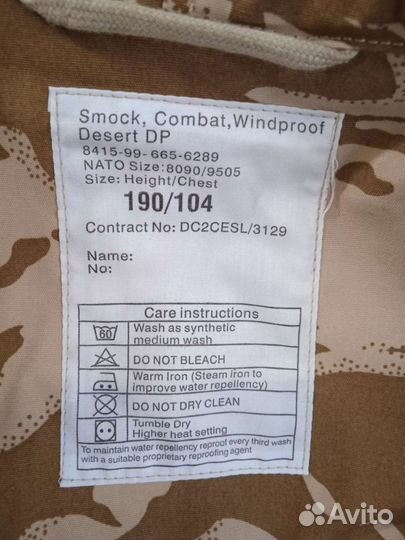 Smock, Combat,Windproof
Desert DP
8415-99- 665-6289
NATO Size:8090/9505
Size: Height/Chest
190/104
Contract No: DC2CESL/3129
Name:
No:
Care instructions
60
Wash as synthetic
medium wash
DO NOT BLEACH
Warm Iron (Steam iron to
improve water repellency)
DO NOT DRY CLEAN
Tumble Dry
Higher heat setting
To maintain water repellency reproof every third wash
with a suitable proprietary reproofing agent
Avito